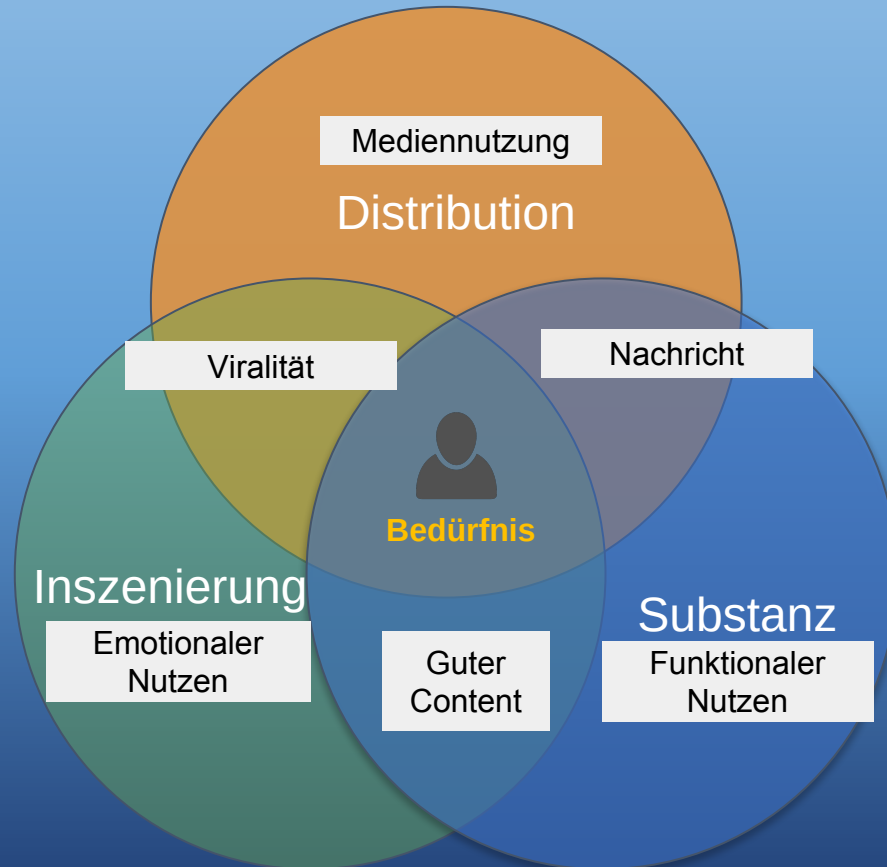 Mediennutzung
Distribution
Viralität
Nachricht
Bedürfnis
Inszenierung
Emotionaler
Nutzen
Guter
Content
Substanz
Funktionaler
Nutzen